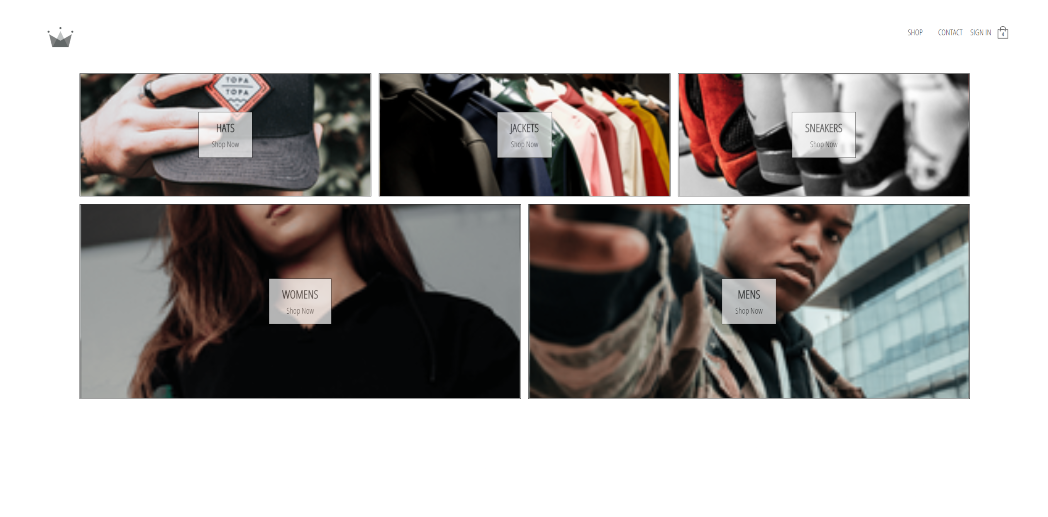 SHOP CONTACT SIGN IN
TOPA
TOPA
HATS
Shop Now
JACKETS
Shop Now
SNEAKERS
Shop Now
WOMENS
Shop Now
MENS
Shop Now